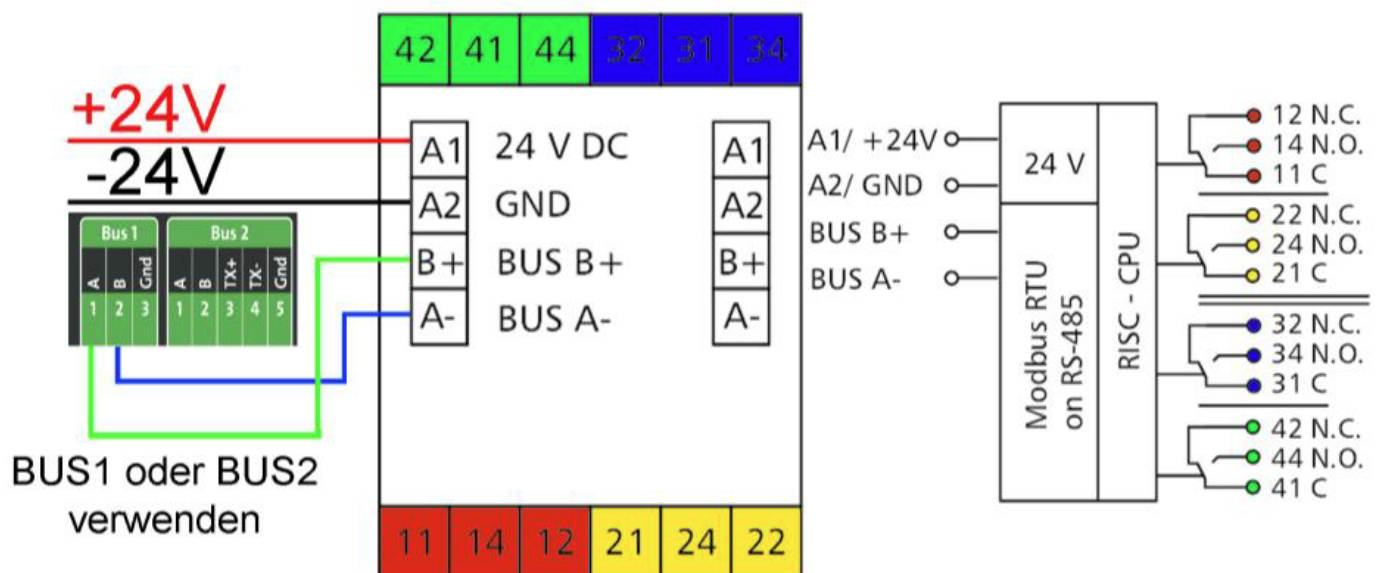 42 41 44 32 31 34
+24V
-24V
A1 24 V DC A1
A2 GND A2
B+ BUS B+ B+
A- BUS A- A-
Bus 1 Bus 2
A B Gnd A B TX+ TX- Gnd
1 2 3 1 2 3 4 5
BUS1 oder BUS2
verwenden
11 14 12 21 24 22
A1/ +24V
A2/ GND
BUS B+
BUS A-
24 V
Modbus RTU
on RS-485
RISC - CPU
12 N.C.
14 N.O.
11 C
22 N.C.
24 N.O.
21 C
32 N.C.
34 N.O.
31 C
42 N.C.
44 N.O.
41 C